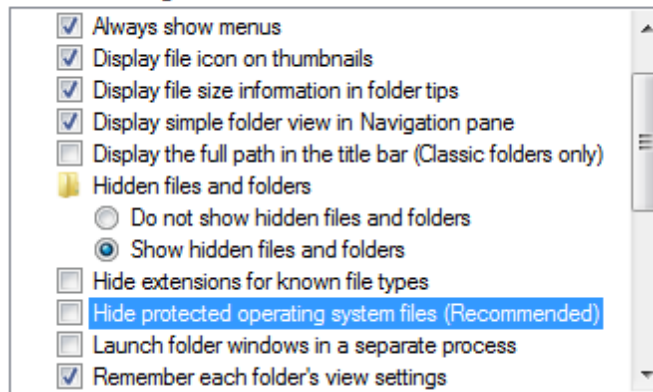 Always show menus
Display file icon on thumbnails
Display file size information in folder tips
Display simple folder view in Navigation pane
Display the full path in the title bar (Classic folders only)
Hidden files and folders
Do not show hidden files and folders
Show hidden files and folders
Hide extensions for known file types
Hide protected operating system files (Recommended)
Launch folder windows in a separate process
Remember each folder's view settings